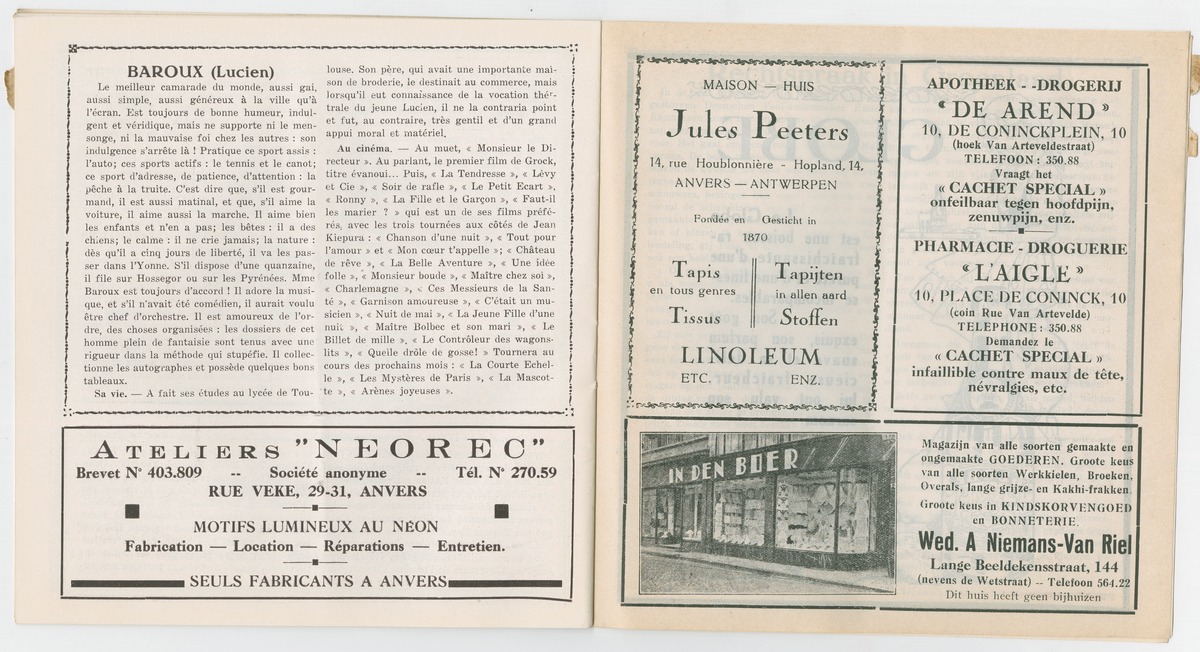 BAROUX (Lucien)
Le meilleur camarade du monde, aussi gai,
aussi simple, aussi généreux à la ville qu'à
l'écran. Est toujours de bonne humeur, indul-
gent et véridique, mais ne supporte ni le men-
songe, ni la mauvaise foi chez les autres : son
indulgence s'arrête là ! Pratique ce sport assis :
l'auto; ces sports actifs : le tennis et le canot;
ce sport d'adresse, de patience, d'attention : la
pêche à la truite. C'est dire que, s'il est gour-
mand, il est aussi matinal, et que, s'il aime la
voiture, il aime aussi la marche. Il aime bien
les enfants et n'en a pas; les bêtes : il a des
chiens; le calme : il ne crie jamais; la nature :
dès qu'il a cinq jours de liberté, il va les pas-
ser dans l'Yonne. S'il dispose d'une quanzaine,
il file sur Hossegor ou sur les Pyrénées. Mme
Baroux est toujours d'accord ! Il adore la musi-
que, et s'il n'avait été comédien, il aurait voulu
être chef d'orchestre. Il est amoureux de l'or-
dre, des choses organisées : les dossiers de cet
homme plein de fantaisie sont tenus avec une
rigueur dans la méthode qui stupéfie. Il collec-
tionne les autographes et possède quelques bons
tableaux.
Sa vie. — A fait ses études au lycée de Tou-
louse. Son père, qui avait une importante mai-
son de broderie, le destinait au commerce, mais
lorsqu'il eut connaissance de la vocation théâ-
trale du jeune Lucien, il ne la contraria point
et fut, au contraire, très gentil et d'un grand
appui moral et matériel.
Au cinéma. — Au muet, « Monsieur le Di-
recteur ». Au parlant, le premier film de Grock,
titre évanoui... Puis, « La Tendresse », « Lévy
et Cie », « Soir de rafle », « Le Petit Ecart »,
« Ronny », « La Fille et le Garçon », « Faut-il
les marier ? » qui est un de ses films préfé-
rés, avec les trois tournées aux côtés de Jean
Kiepura : « Chanson d'une nuit », « Tout pour
l'amour » et « Mon cœur t'appelle »; « Château
de rêve », « La Belle Aventure », « Une idée
folle », « Monsieur boude », « Maître chez soi »,
« Charlemagne », « Ces Messieurs de la San-
té », « Garnison amoureuse », « C'était un mu-
sicien », « Nuit de mai », « La Jeune Fille d'une
nuit », « Maître Bolbec et son mari », « Le
Billet de mille », « Le Contrôleur des wagons-
lits », « Quelle drôle de gosse! » Tournera au
cours des prochains mois : « La Courte Echel-
le », « Les Mystères de Paris », « La Mascot-
te », « Arènes joyeuses ».
ATELIERS "NEOREC"
Brevet N° 403.809 -- Société anonyme -- Tél. N° 270.59
RUE VEKE, 29-31, ANVERS
MOTIFS LUMINEUX AU NÉON
Fabrication — Location — Réparations — Entretien.
SEULS FABRICANTS A ANVERS
MAISON — HUIS
Jules Peeters
14, rue Houblonnière - Hopland, 14,
ANVERS — ANTWERPEN
Fondée en Gesticht in
1870
Tapis
en tous genres
Tissus
Tapijten
in allen aard
Stoffen
LINOLEUM
ETC. ENZ.
APOTHEEK - -DROGERIJ
“DE AREND”
10, DE CONINCKPLEIN, 10
(hoek Van Arteveldestraat)
TELEFOON : 350.88
Vraagt het
« CACHET SPECIAL »
onfeilbaar tegen hoofdpijn,
zenuwpijn, enz.
PHARMACIE - DROGUERIE
“L'AIGLE”
10, PLACE DE CONINCK, 10
(coin Rue Van Artevelde)
TELEPHONE : 350.88
Demandez le
« CACHET SPECIAL »
infaillible contre maux de tête,
névralgies, etc.
IN DEN BOER
Magazijn van alle soorten gemaakte en
ongemaakte GOEDEREN. Groote keus
van alle soorten Werkkielen, Broeken,
Overals, lange grijze- en Kakhi-frakken.
Groote keus in KINDSKORVENGOED
en BONNETERIE.
Wed. A Niemans-Van Riel
Lange Beeldekensstraat, 144
(nevens de Wetstraat) -- Telefoon 564.22
Dit huis heeft geen bijhuizen